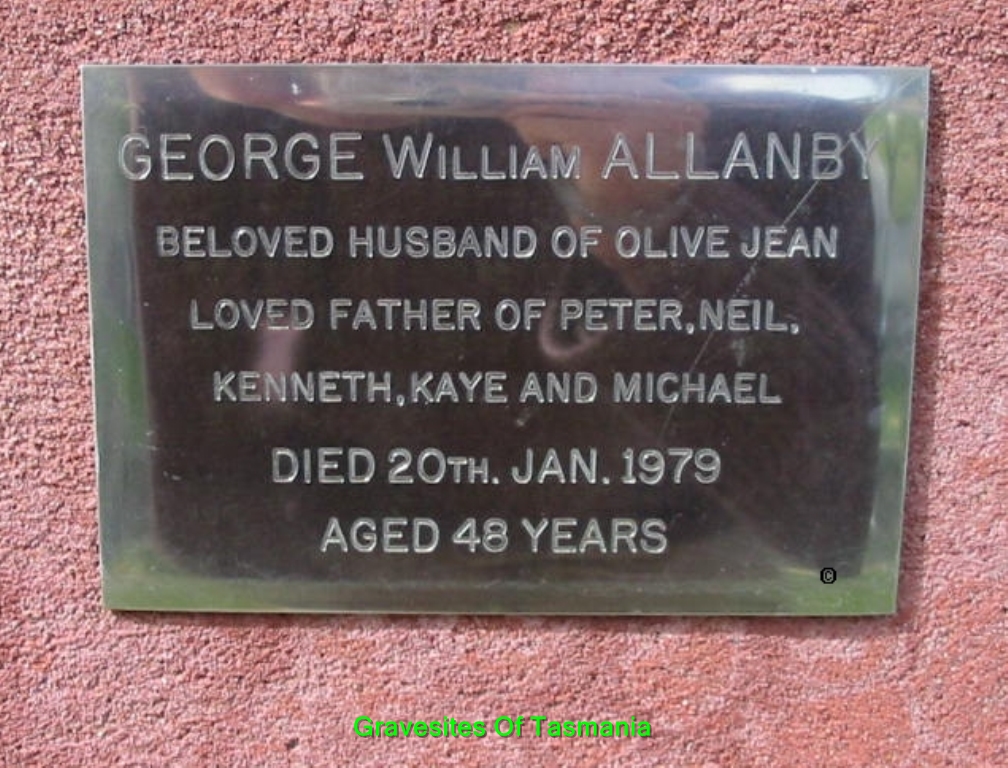 GEORGE WILLIAM ALLANBY
BELOVED HUSBAND OF OLIVE JEAN
LOVED FATHER OF PETER, NEIL,
KENNETH, KAYE AND MICHAEL
DIED 20TH. JAN. 1979
AGED 48 YEARS
©
Gravesites Of Tasmania